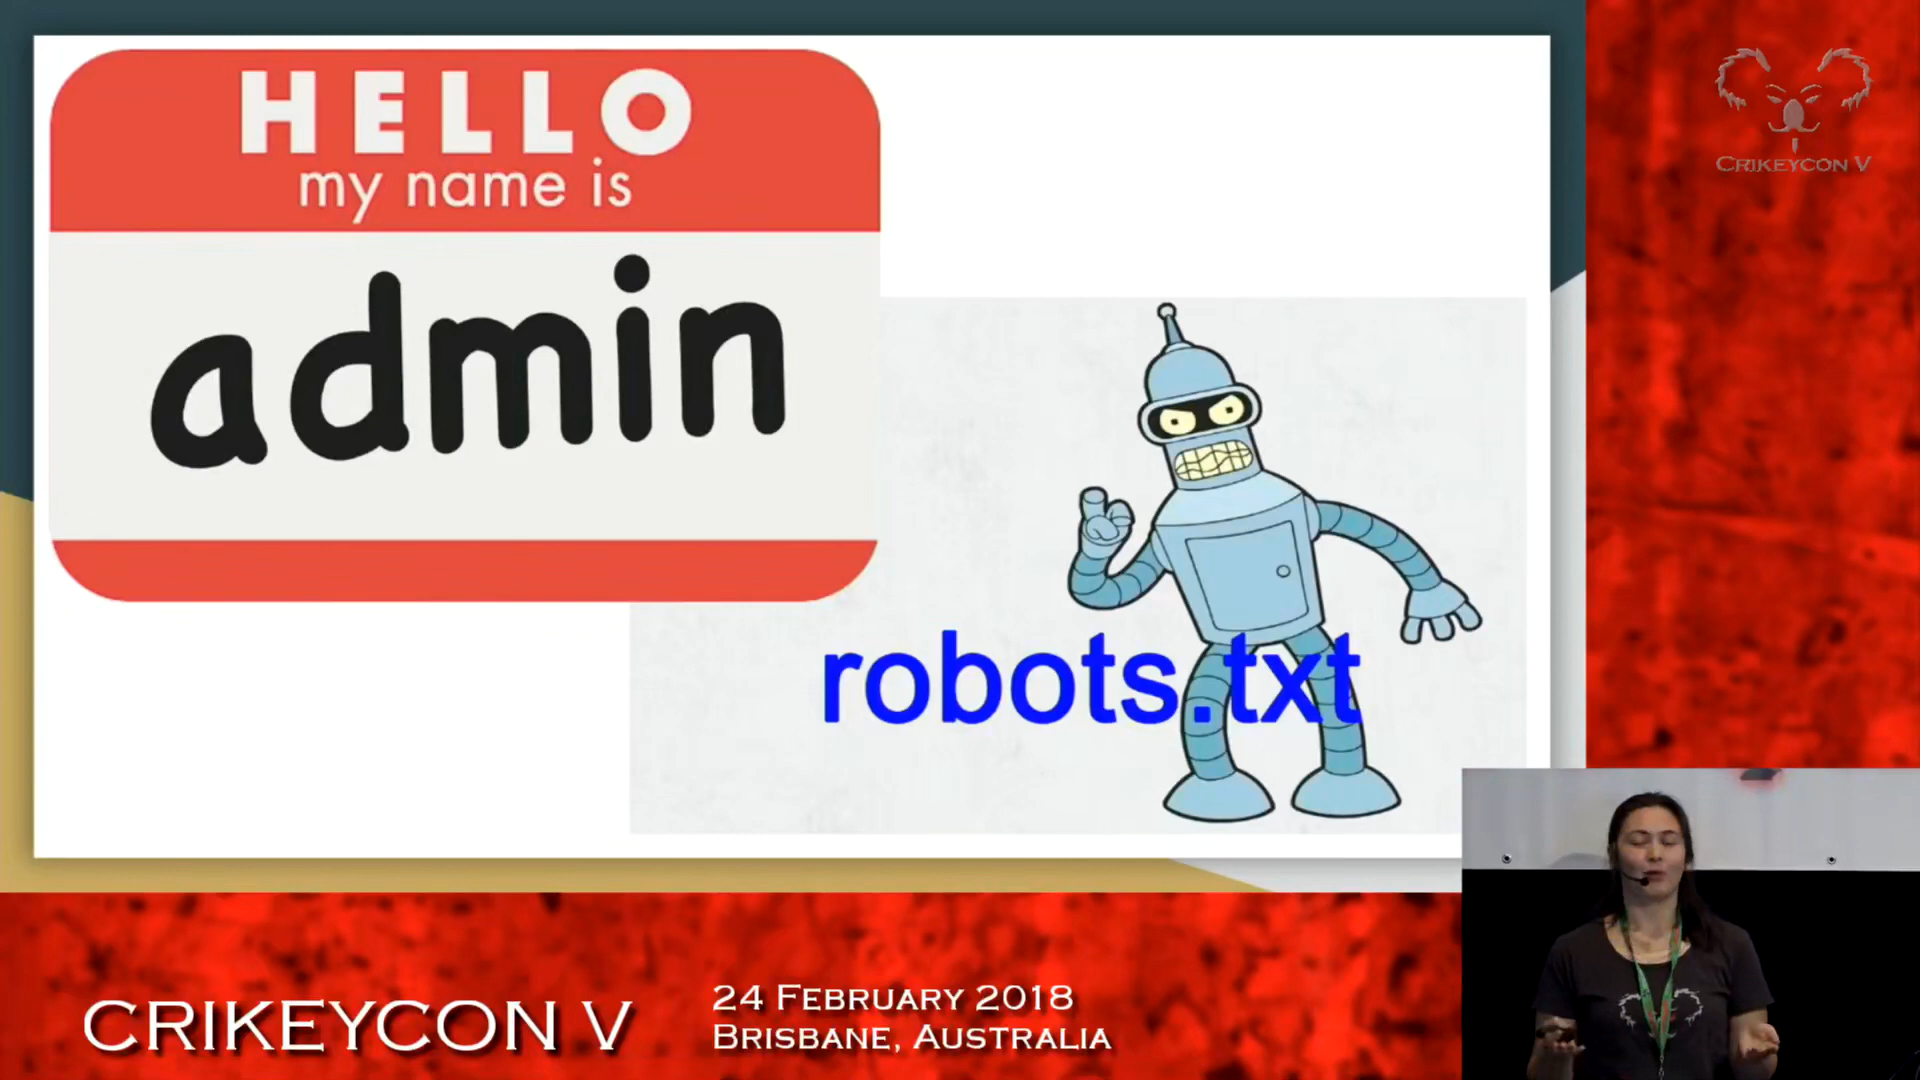 HELLO
my name is
admin
robots.txt
CRIKEYCON V
CRIKEYCON V
24 FEBRUARY 2018
BRISBANE, AUSTRALIA